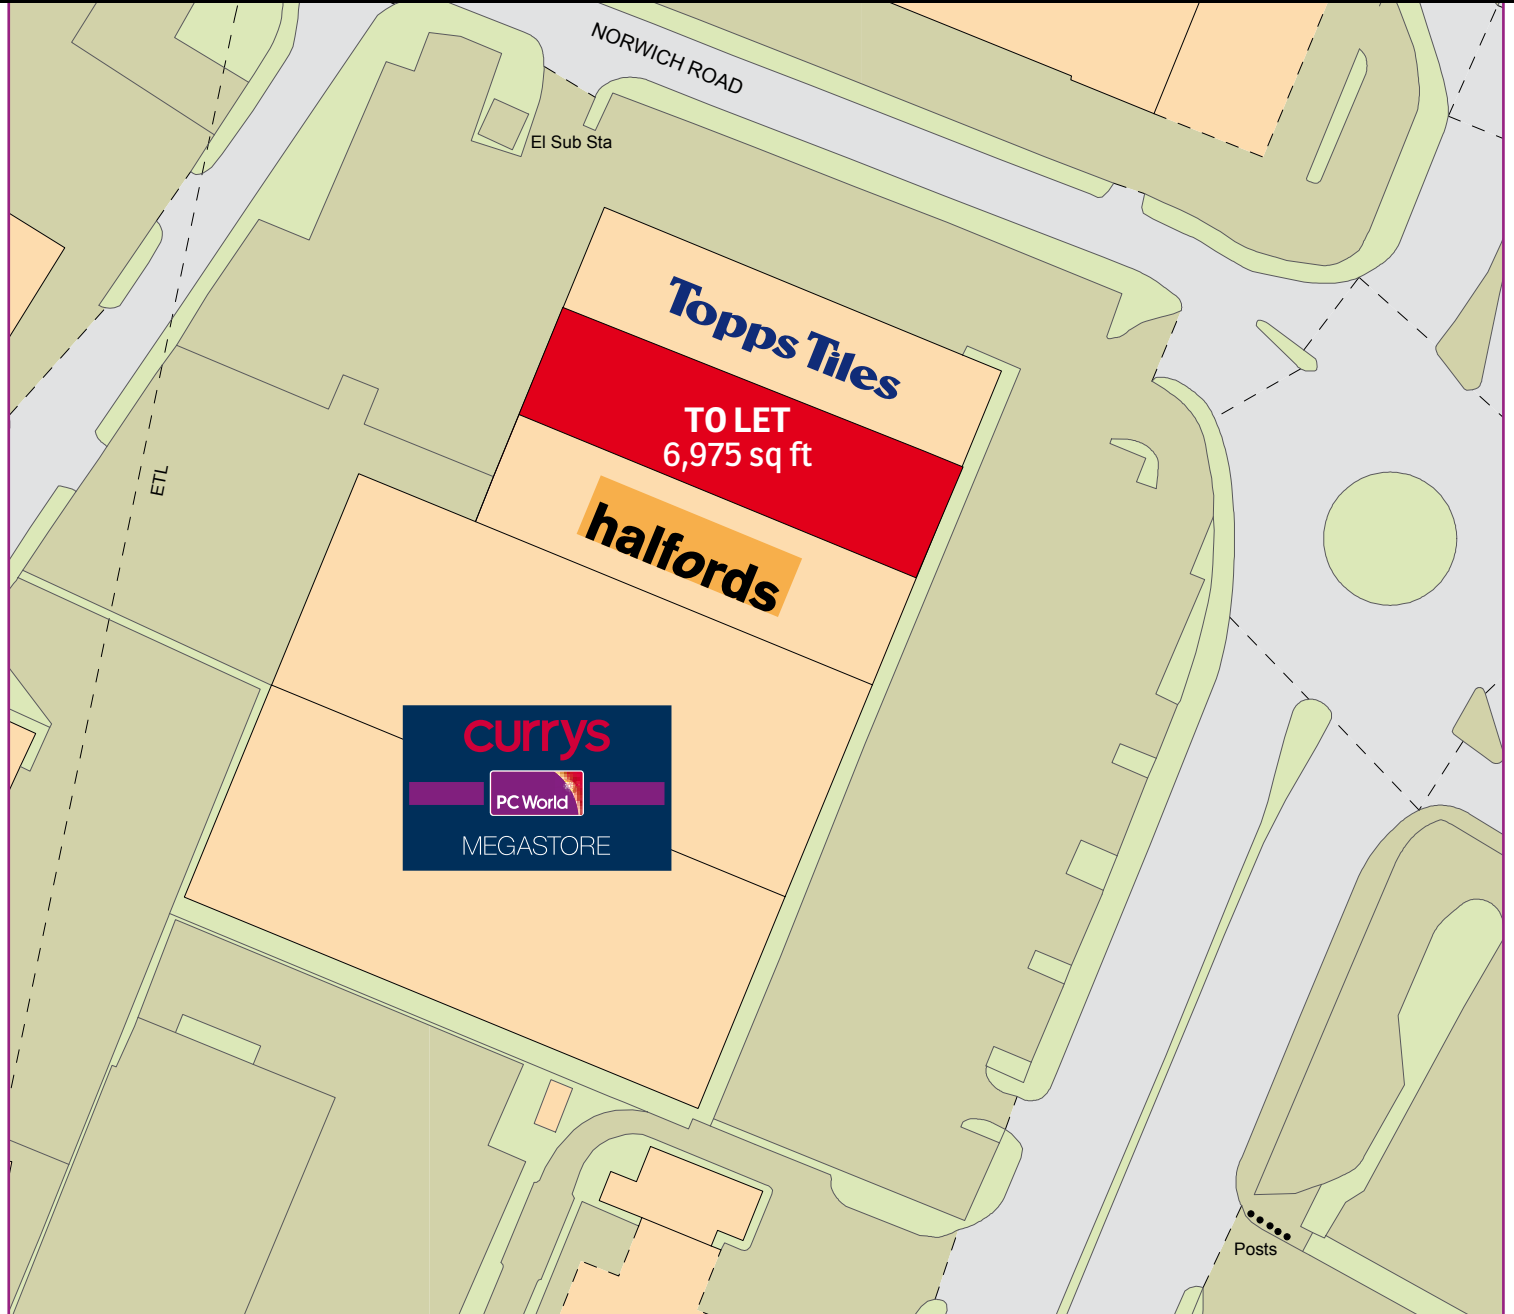 NORWICH ROAD
El Sub Sta
Topps Tiles
TO LET
6,975 sq ft
ETL
halfords
currys
PC World
MEGASTORE
Posts